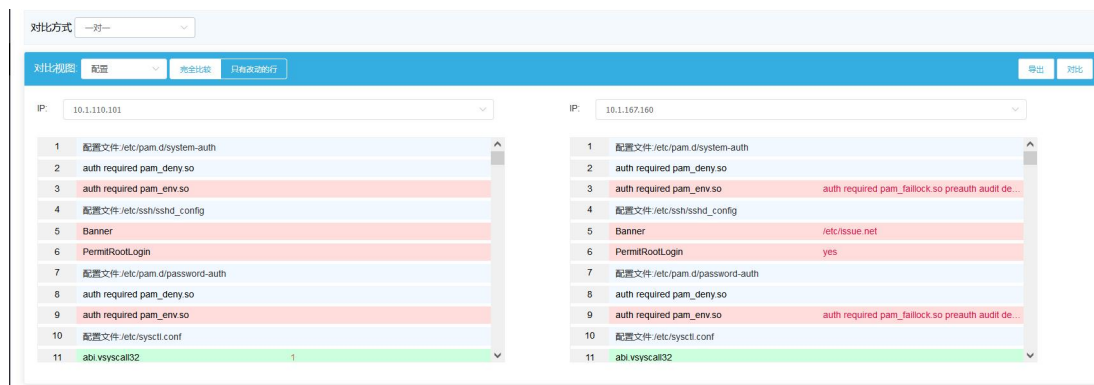 对比方式 一对一
对比视图: 配置 完全比较 只有改动的行 导出 对比
IP: 10.1.110.101
1 配置文件:/etc/pam.d/system-auth
2 auth required pam_deny.so
3 auth required pam_env.so
4 配置文件:/etc/ssh/sshd_config
5 Banner
6 PermitRootLogin
7 配置文件:/etc/pam.d/password-auth
8 auth required pam_deny.so
9 auth required pam_env.so
10 配置文件:/etc/sysctl.conf
11 abi.vsyscall32 1
IP: 10.1.167.160
1 配置文件:/etc/pam.d/system-auth
2 auth required pam_deny.so
3 auth required pam_env.so auth required pam_faillock.so preauth audit de...
4 配置文件:/etc/ssh/sshd_config
5 Banner /etc/issue.net
6 PermitRootLogin yes
7 配置文件:/etc/pam.d/password-auth
8 auth required pam_deny.so
9 auth required pam_env.so auth required pam_faillock.so preauth audit de...
10 配置文件:/etc/sysctl.conf
11 abi.vsyscall32